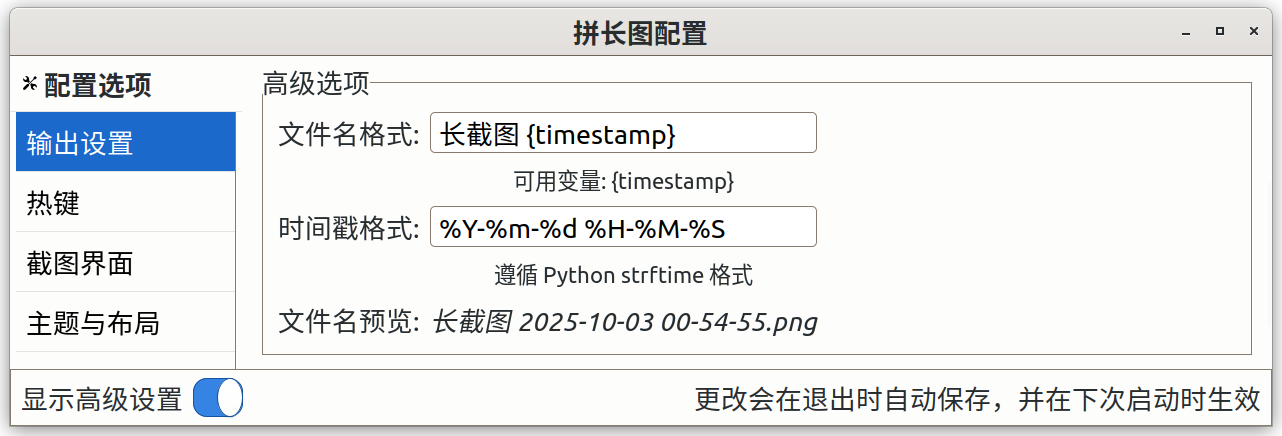 拼长图配置
配置选项
输出设置
热键
截图界面
主题与布局
高级选项
文件名格式: 长截图 {timestamp}
可用变量: {timestamp}
时间戳格式: %Y-%m-%d %H-%M-%S
遵循 Python strftime 格式
文件名预览: 长截图 2025-10-03 00-54-55.png
显示高级设置
更改会在退出时自动保存，并在下次启动时生效